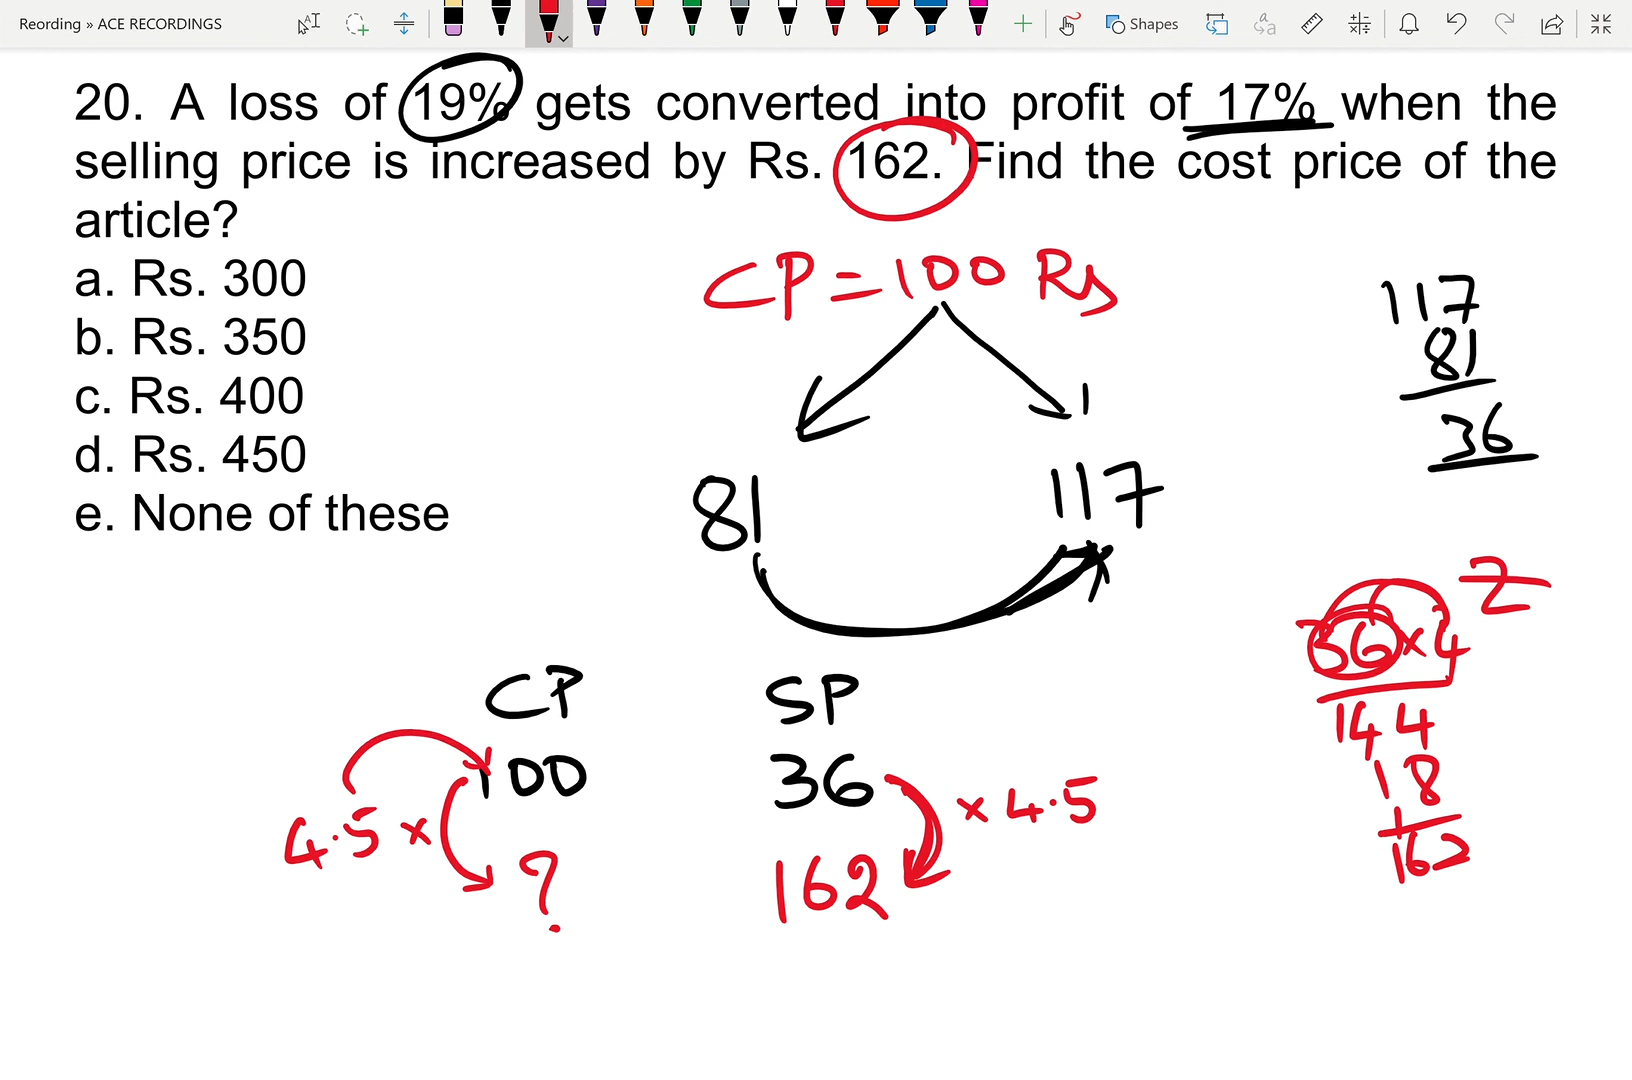 Reording » ACE RECORDINGS
Shapes
20. A loss of 19% gets converted into profit of 17% when the
selling price is increased by Rs. 162. Find the cost price of the
article?
a. Rs. 300
b. Rs. 350
c. Rs. 400
d. Rs. 450
e. None of these
CP = 100 Rs
81
117
117
81
36
CP SP
100 36
4.5 × × 4.5
? 162
36 × 4
144
18
162